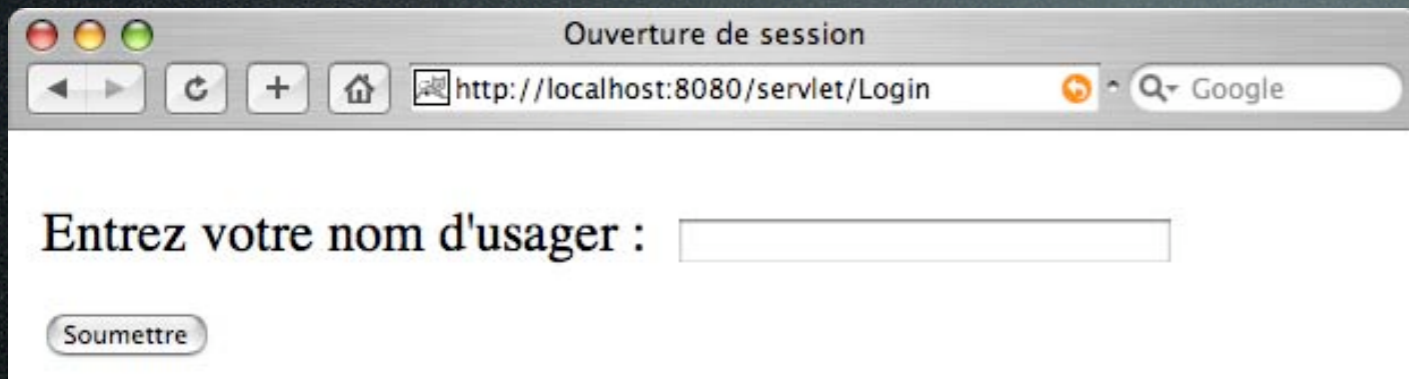 Ouverture de session
http://localhost:8080/servlet/Login
Google
Entrez votre nom d'usager :
Soumettre